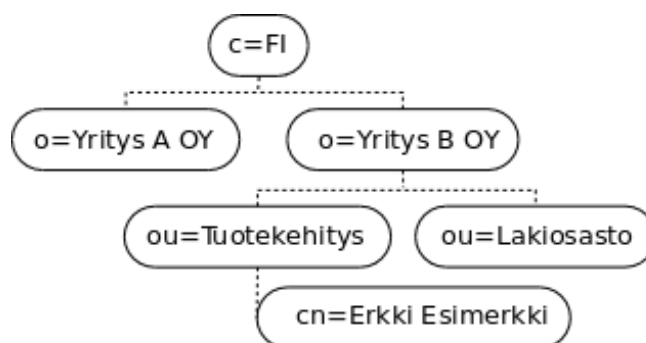 c=FI
o=Yritys A OY
o=Yritys B OY
ou=Tuotekehitys
ou=Lakiosasto
cn=Erkki Esimerkki